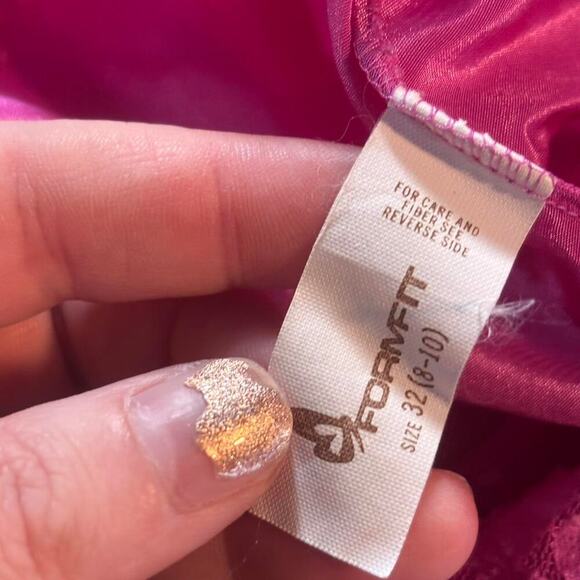 FOR CARE AND
FIBER SEE
REVERSE SIDE
FORMFIT
SIZE 32 (8-10)